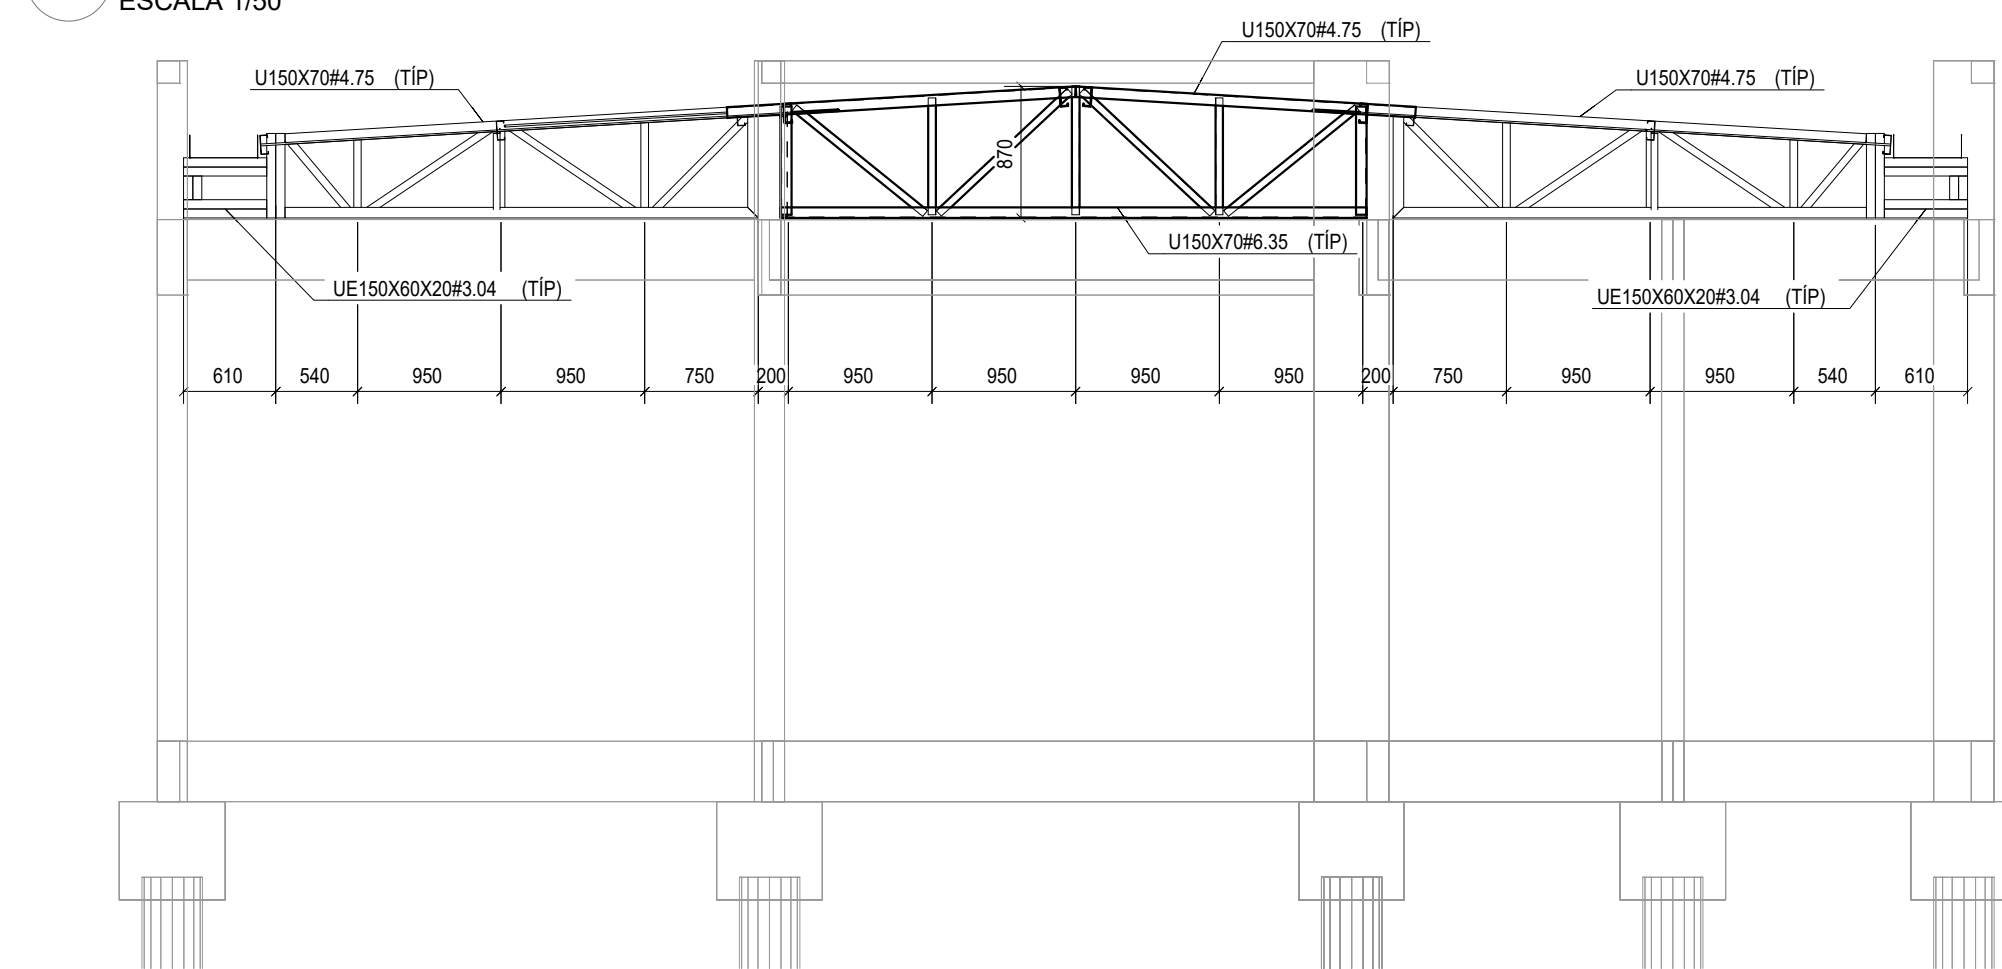 ESCALA 1/50
U150X70#4.75 (TÍP)
U150X70#4.75 (TÍP)
U150X70#4.75 (TÍP)
870
U150X70#6.35 (TÍP)
UE150X60X20#3.04 (TÍP)
UE150X60X20#3.04 (TÍP)
610 540 950 950 750 200 950 950 950 950 200 750 950 950 540 610